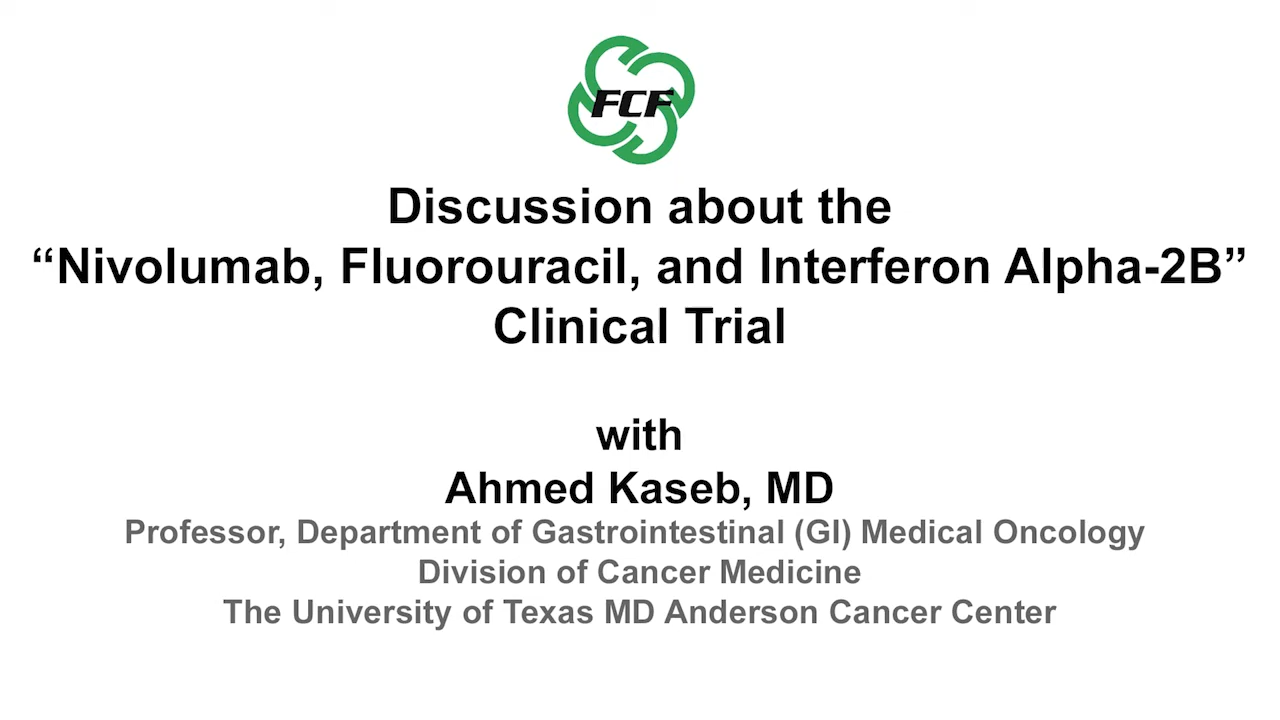 FCF
Discussion about the
“Nivolumab, Fluorouracil, and Interferon Alpha-2B”
Clinical Trial
with
Ahmed Kaseb, MD
Professor, Department of Gastrointestinal (GI) Medical Oncology
Division of Cancer Medicine
The University of Texas MD Anderson Cancer Center